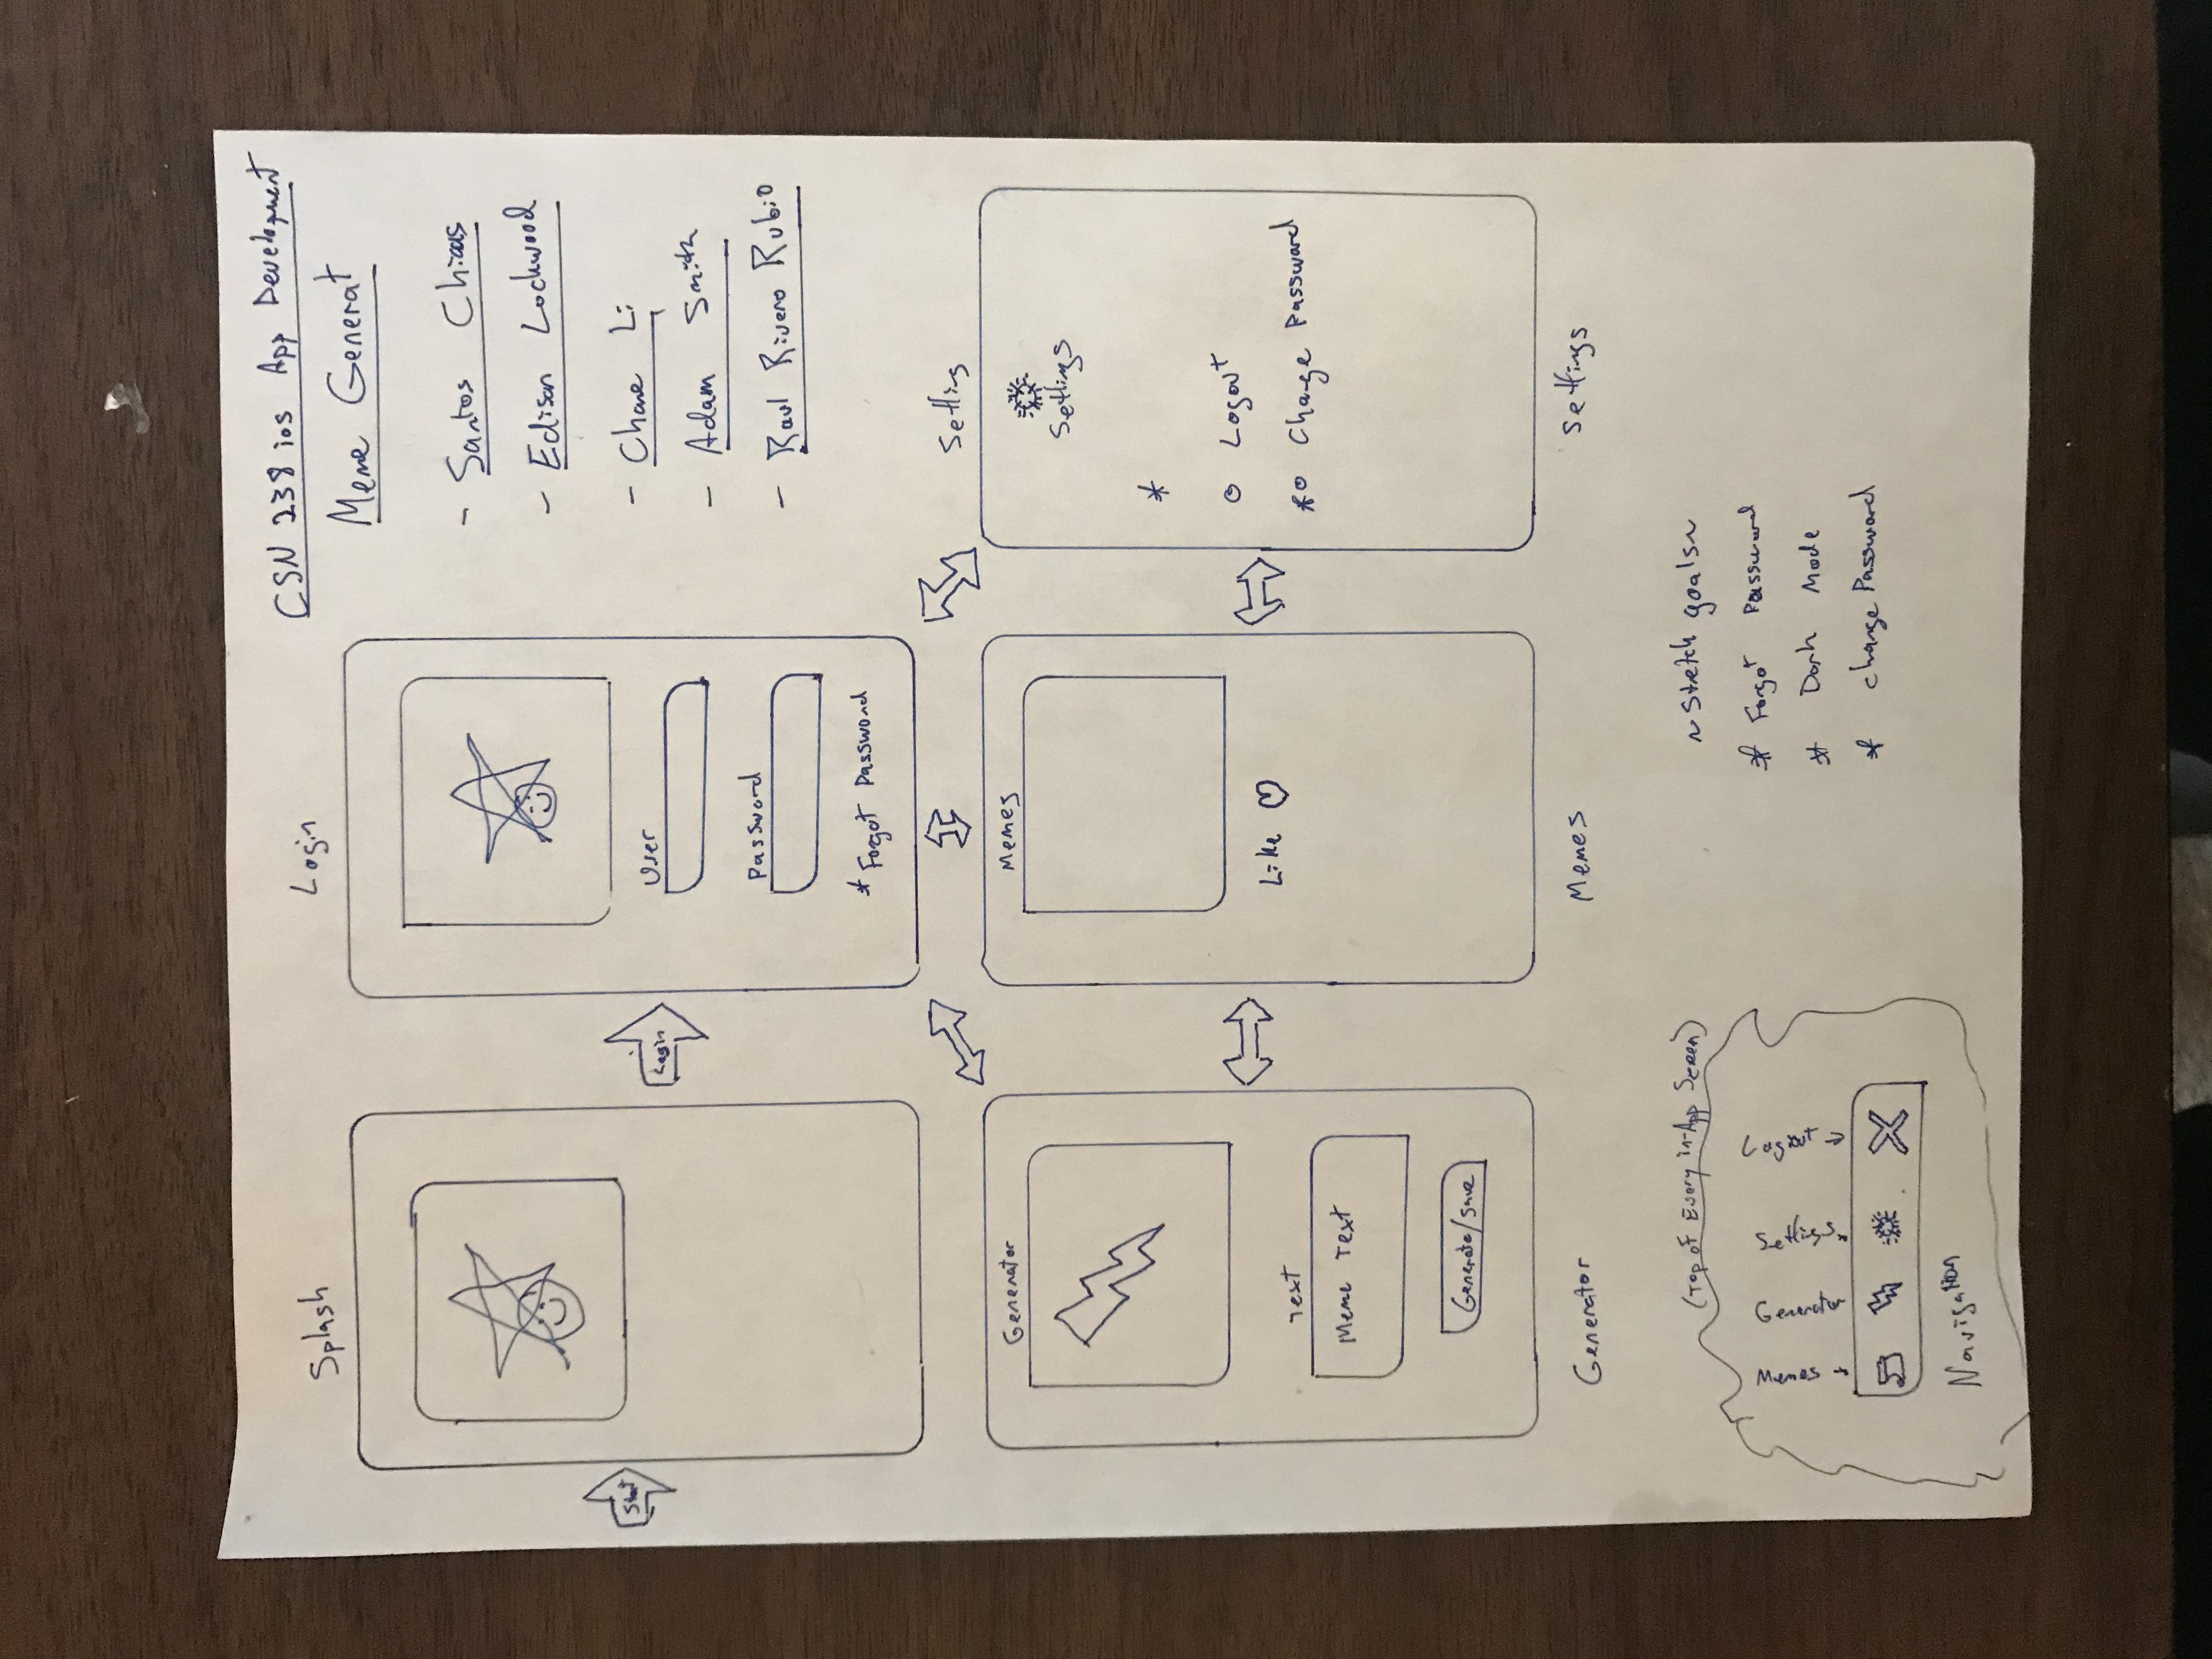 CSN 238 ios App Development
Meme Generat
- Santos Chicas
- Edison Lockwood
- Li
- Adam Smith
- Raul Rivero Rubio
Splash
Start
Login
Login
User
Password
* Forgot Password
Generator
Text
Meme Text
Generate/Save
Generator
Memes
Like ♡
Memes
Setting
Settings
*
○ Logout
*○ Change Password
Settings
(Top of Every in-App Screen)
Memes →
Generator
Settings
Logout →
Navigation
~Stretch goals~
* Forgot Password
* Dark Mode
* change Password